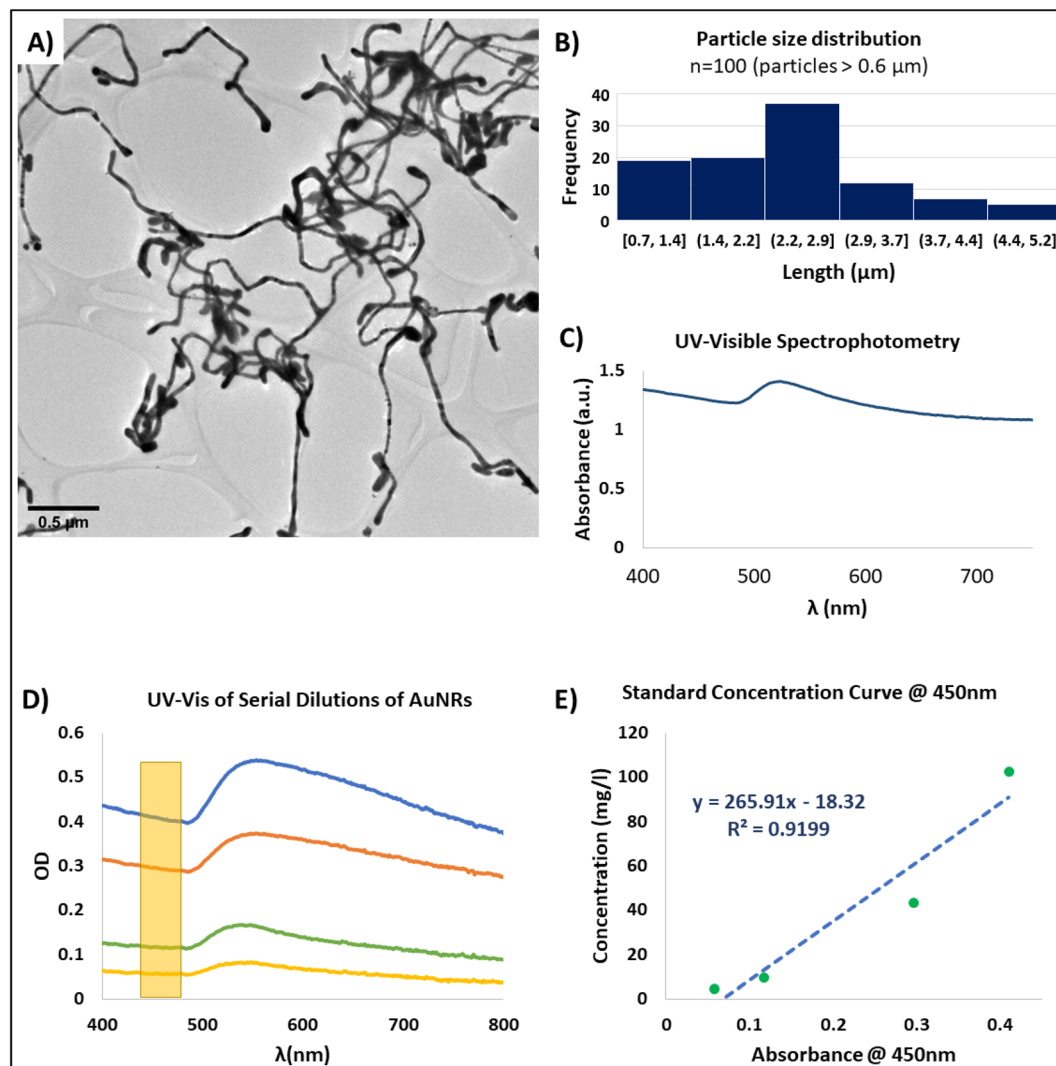 A)
0.5 μm
B)
Particle size distribution
n=100 (particles > 0.6 μm)
Frequency
40
30
20
10
0
[0.7, 1.4] (1.4, 2.2] (2.2, 2.9] (2.9, 3.7] (3.7, 4.4] (4.4, 5.2]
Length (μm)
C)
UV-Visible Spectrophotometry
Absorbance (a.u.)
1.5
1
0.5
0
400 500 600 700
λ (nm)
D)
UV-Vis of Serial Dilutions of AuNRs
OD
0.6
0.5
0.4
0.3
0.2
0.1
0
400 500 600 700 800
λ(nm)
E)
Standard Concentration Curve @ 450nm
Concentration (mg/l)
120
100
80
60
40
20
0
y = 265.91x - 18.32
R² = 0.9199
0 0.1 0.2 0.3 0.4
Absorbance @ 450nm